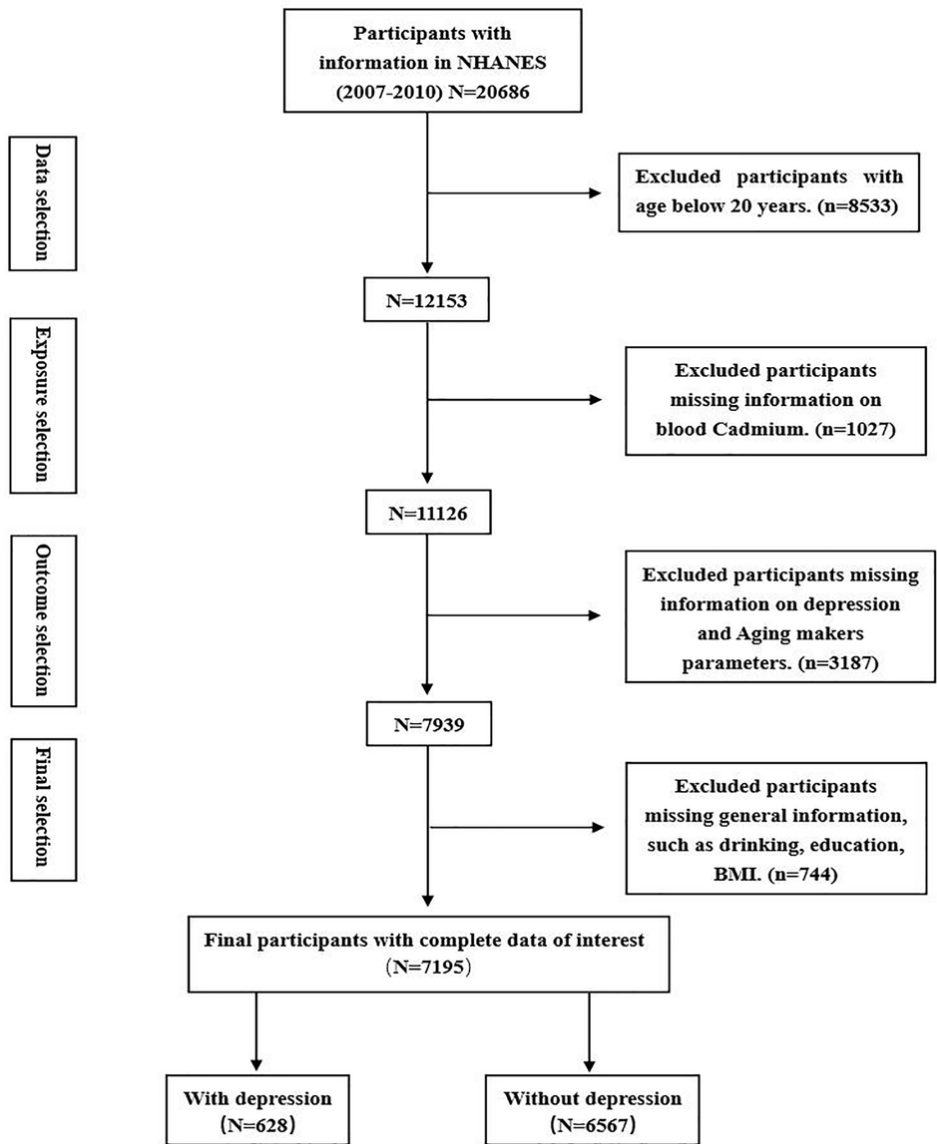 Participants with
information in NHANES
(2007-2010) N=20686
Data selection
Excluded participants with
age below 20 years. (n=8533)
N=12153
Exposure selection
Excluded participants
missing information on
blood Cadmium. (n=1027)
N=11126
Outcome selection
Excluded participants missing
information on depression
and Aging makers
parameters. (n=3187)
N=7939
Final selection
Excluded participants
missing general information,
such as drinking, education,
BMI. (n=744)
Final participants with complete data of interest
(N=7195)
With depression
(N=628)
Without depression
(N=6567)